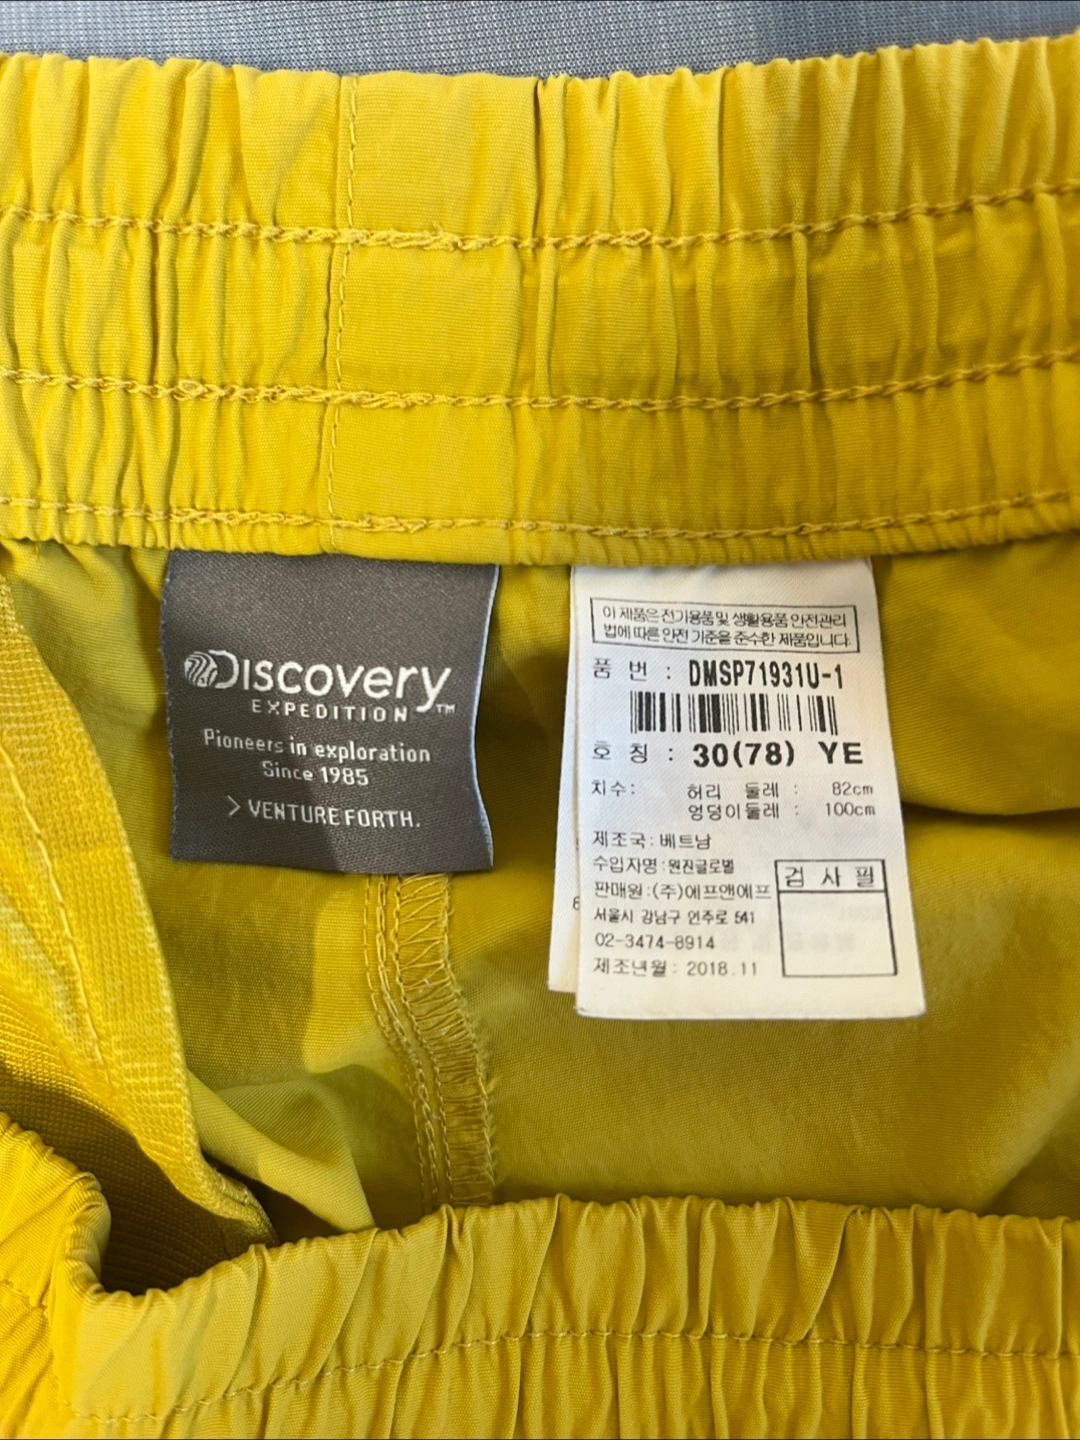 Discovery™
EXPEDITION
Pioneers in exploration
Since 1985
> VENTURE FORTH.
이 제품은 전기용품 및 생활용품 안전관리
법에 따른 안전 기준을 준수한 제품입니다.
품 번 : DMSP71931U-1
호 칭 : 30(78) YE
치수: 허리 둘레 : 82cm
엉덩이둘레 : 100cm
제조국: 베트남
수입자명: 원진글로벌
판매원:(주)에프앤에프
서울시 강남구 언주로 541
02-3474-8914
제조년월: 2018.11
검 사 필